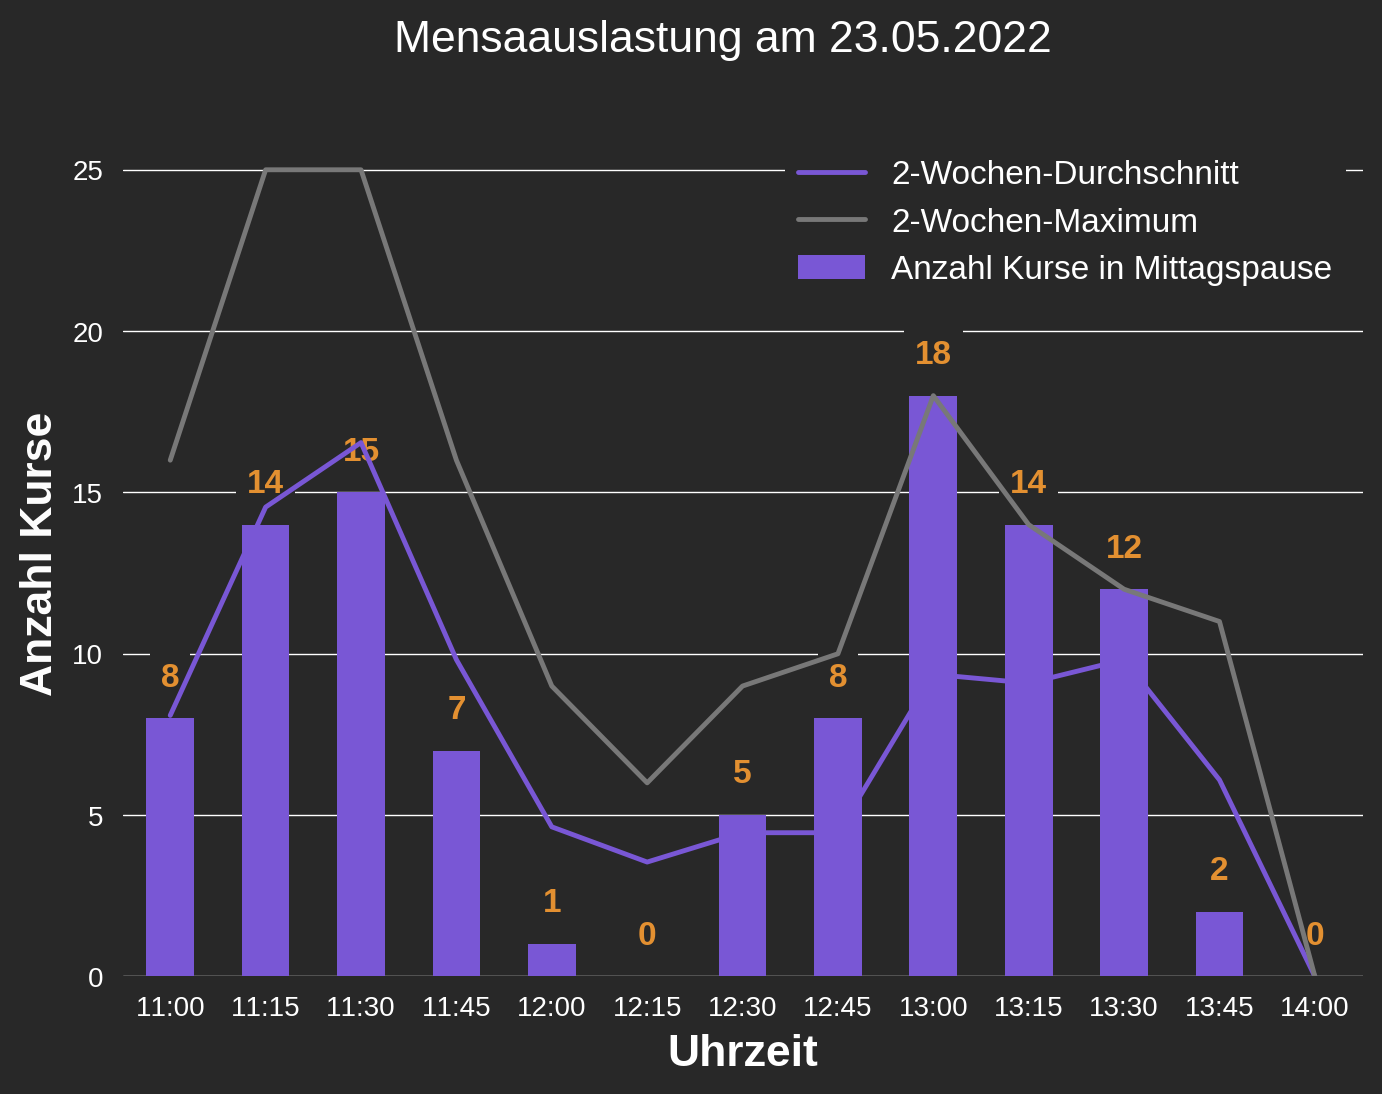 Mensaauslastung am 23.05.2022
2-Wochen-Durchschnitt
2-Wochen-Maximum
Anzahl Kurse in Mittagspause
Anzahl Kurse
25
20
15
10
5
0
8
14
15
7
1
0
5
8
18
14
12
2
0
11:00 11:15 11:30 11:45 12:00 12:15 12:30 12:45 13:00 13:15 13:30 13:45 14:00
Uhrzeit